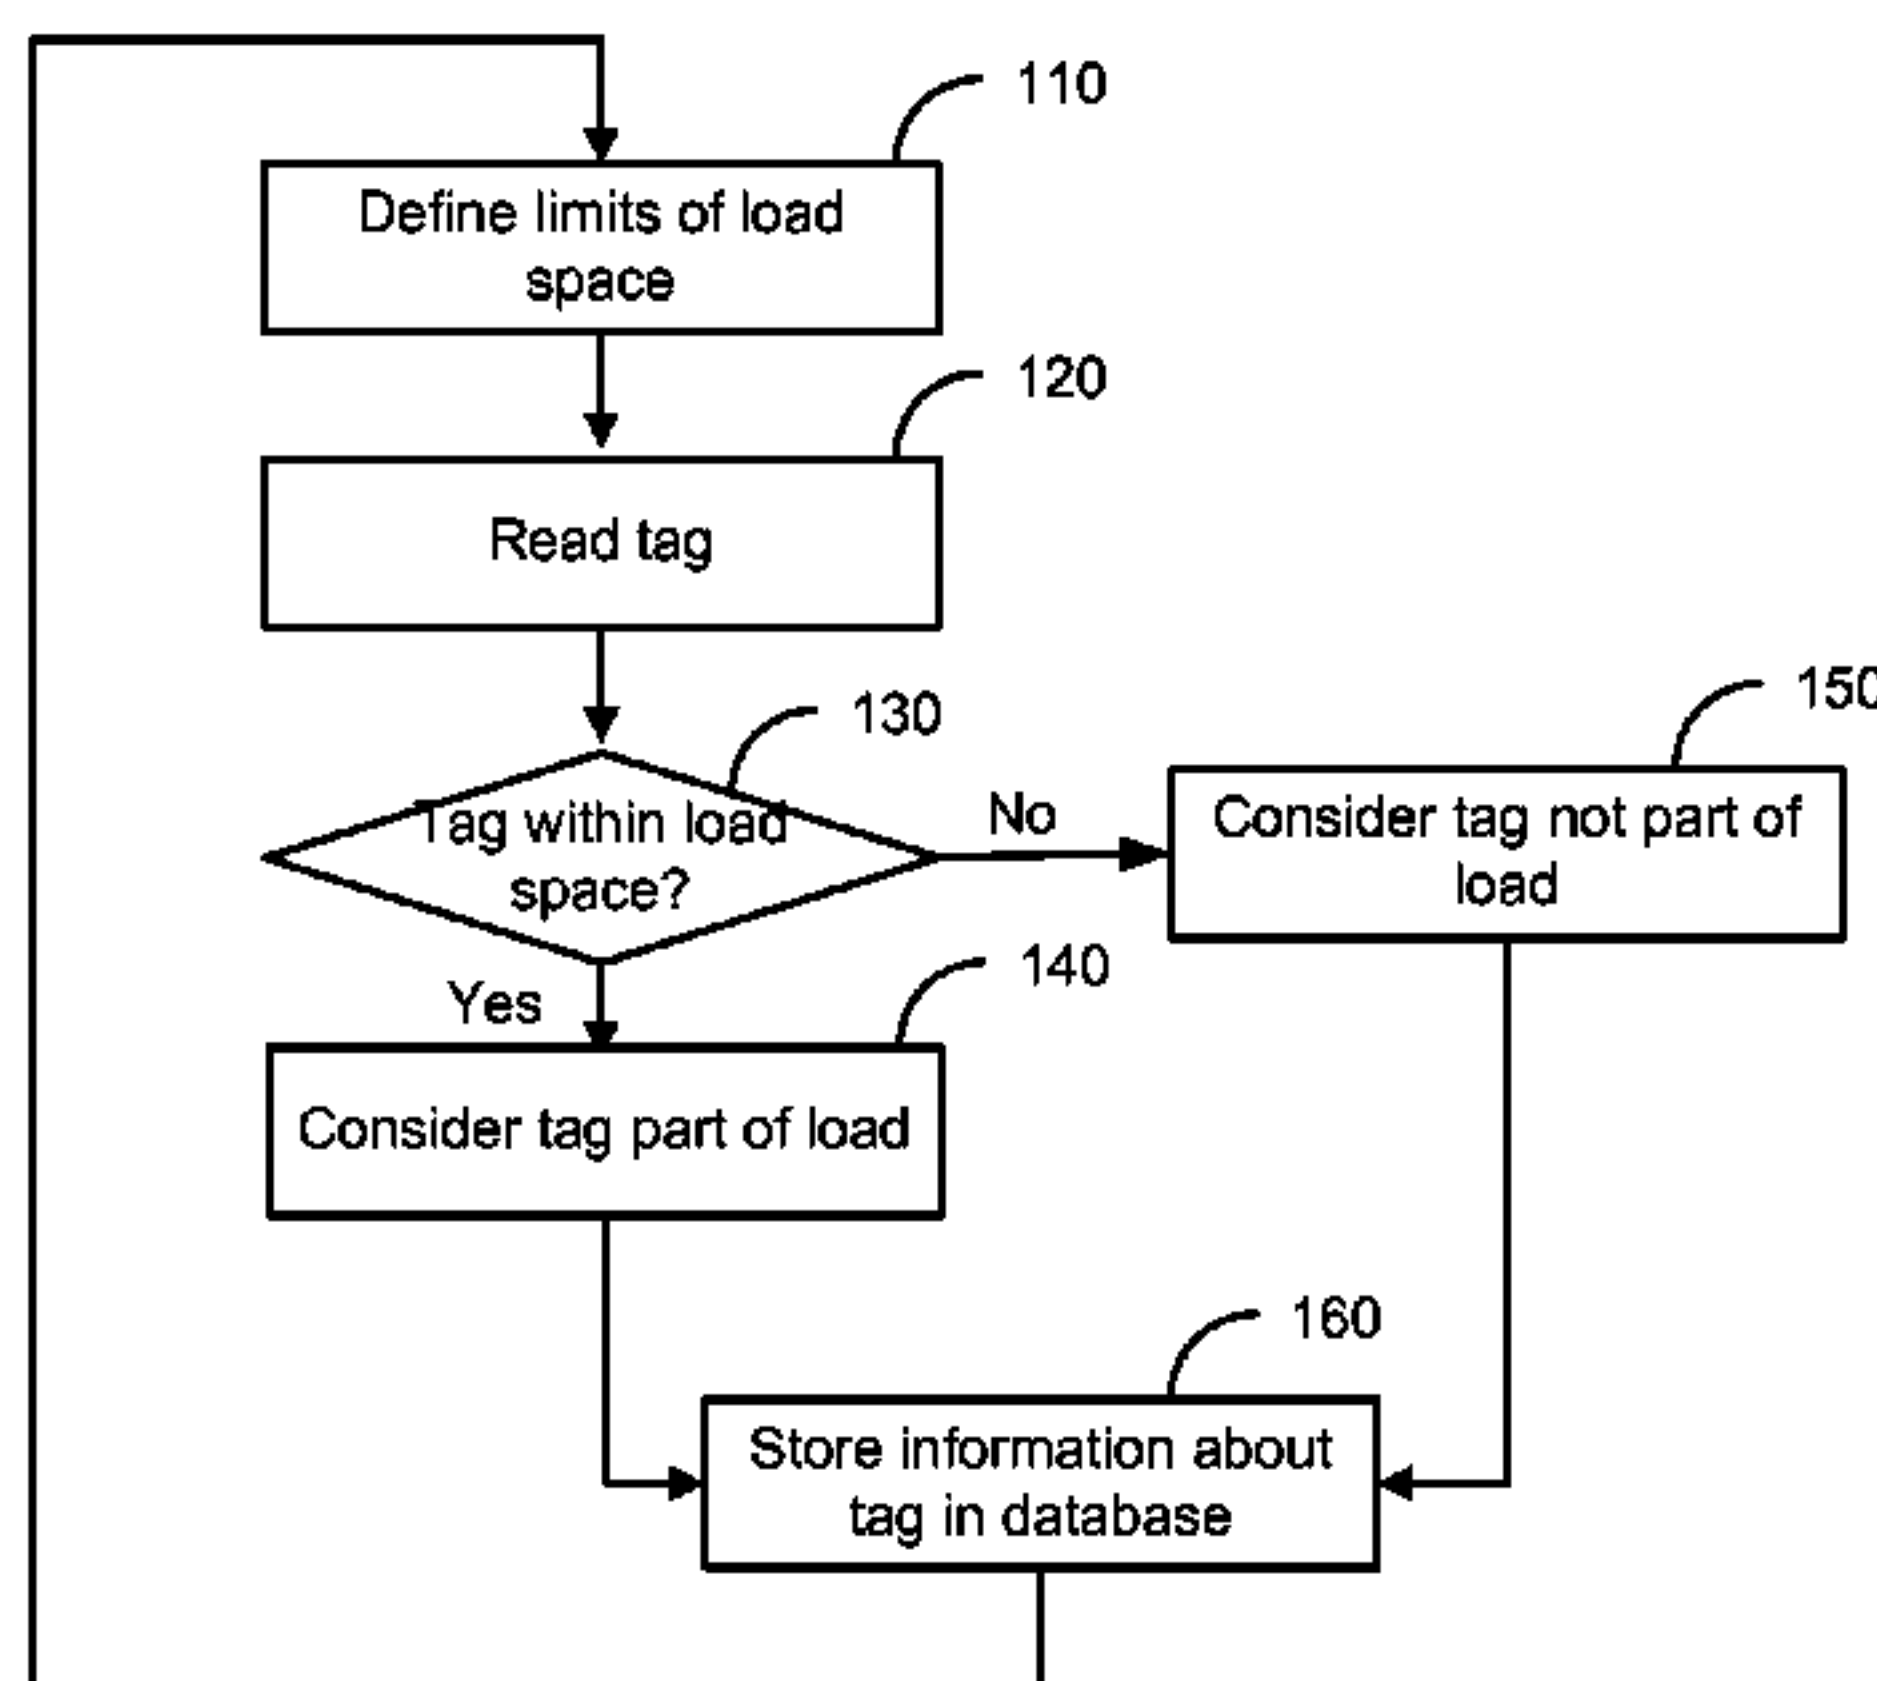 110
Define limits of load
space
120
Read tag
130
150
Tag within load
space?
No
Consider tag not part of
load
Yes
140
Consider tag part of load
160
Store information about
tag in database